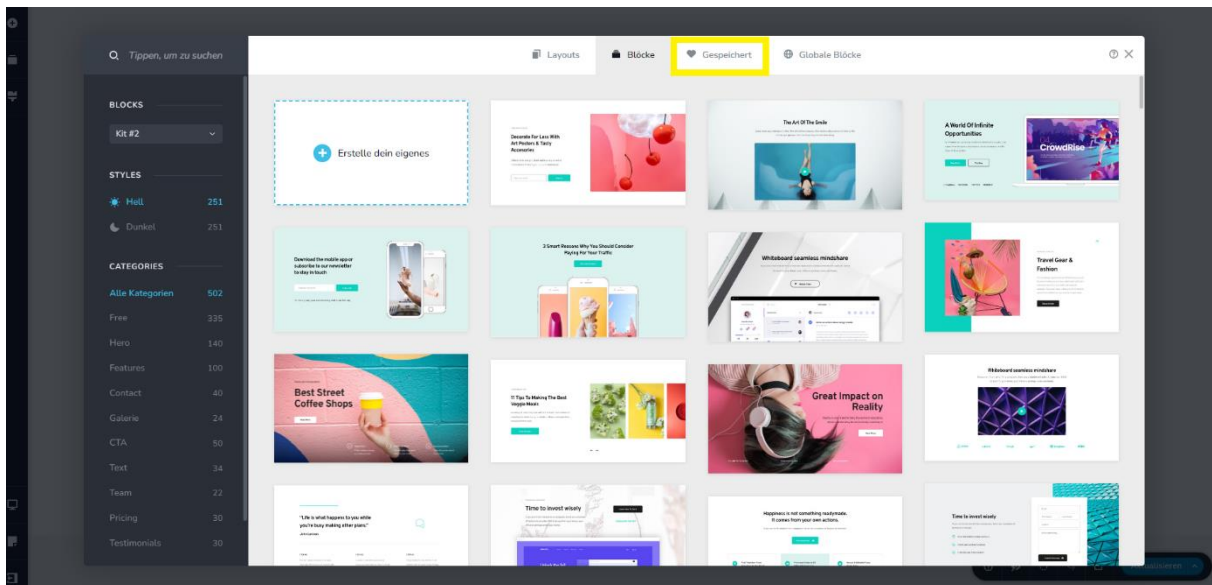 Tippen, um zu suchen
Layouts
Blöcke
Gespeichert
Globale Blöcke
BLOCKS
Kit #2
STYLES
Hell 251
Dunkel 251
CATEGORIES
Alle Kategorien 502
Free 335
Hero 140
Features 100
Contact 40
Galerie 24
CTA 50
Text 34
Team 22
Pricing 30
Testimonials 30
Erstelle dein eigenes
Decorate For Less With
Art Posters & Tasty
Accessories
The Art Of The Smile
A World Of Infinite
Opportunities
CrowdRise
Download the mobile app or
subscribe to our newsletter
to stay in touch
3 Smart Reasons Why You Should Consider
Paying For Your Traffic
Whiteboard seamless mindshare
Travel Gear &
Fashion
Best Street
Coffee Shops
11 Tips To Making The Best
Veggie Meals
Great Impact on
Reality
Whiteboard seamless mindshare
"Life is what happens to you while
you're busy making other plans."
Time to invest wisely
Happiness is not something readymade.
It comes from your own actions.
Time to invest wisely